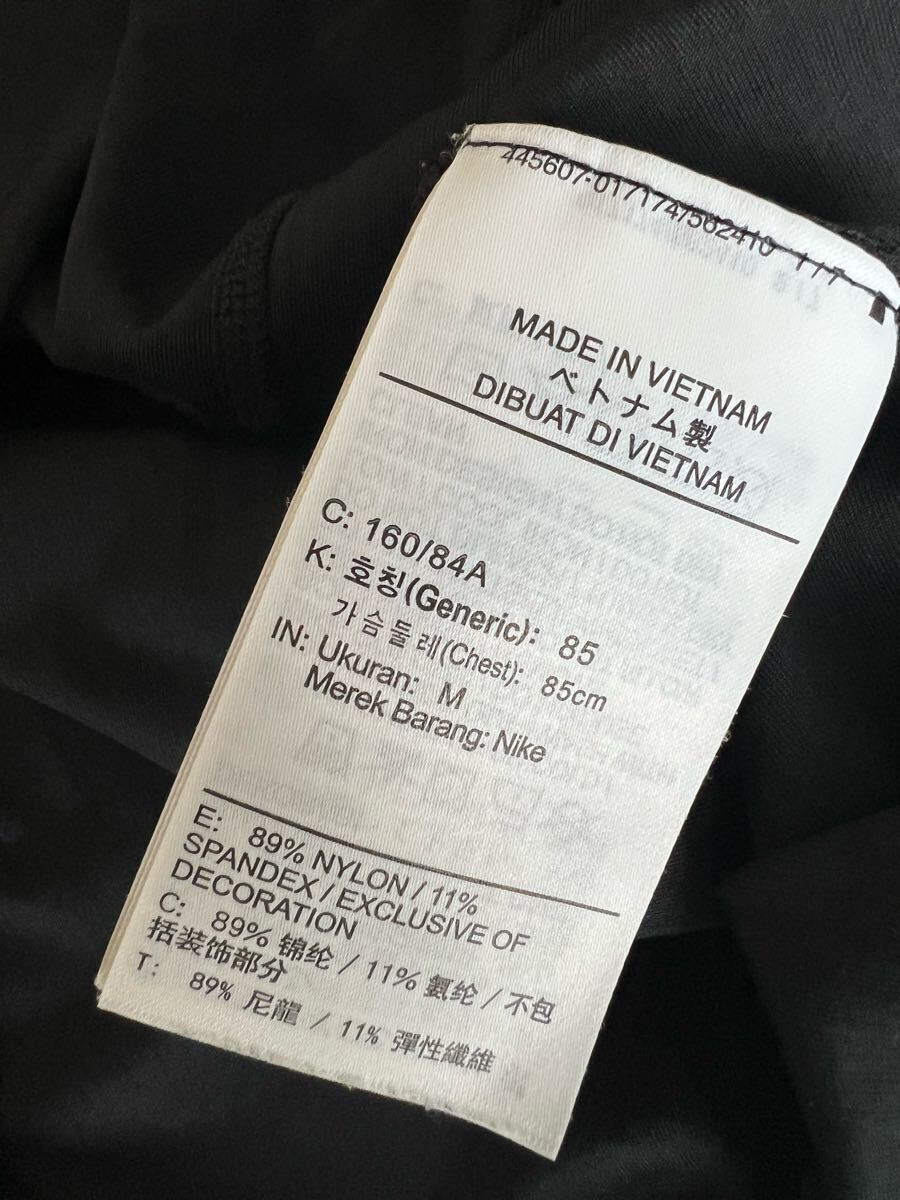 445607-017174/562410 1 / 7
MADE IN VIETNAM
ベトナム製
DIBUAT DI VIETNAM
C: 160/84A
K: 호칭(Generic): 85
가슴둘레(Chest): 85cm
IN: Ukuran: M
Merek Barang: Nike
E: 89% NYLON / 11%
SPANDEX / EXCLUSIVE OF
DECORATION
C: 89% 锦纶 / 11% 氨纶 / 不包
括装饰部分
T: 89% 尼龍 / 11% 彈性纖維